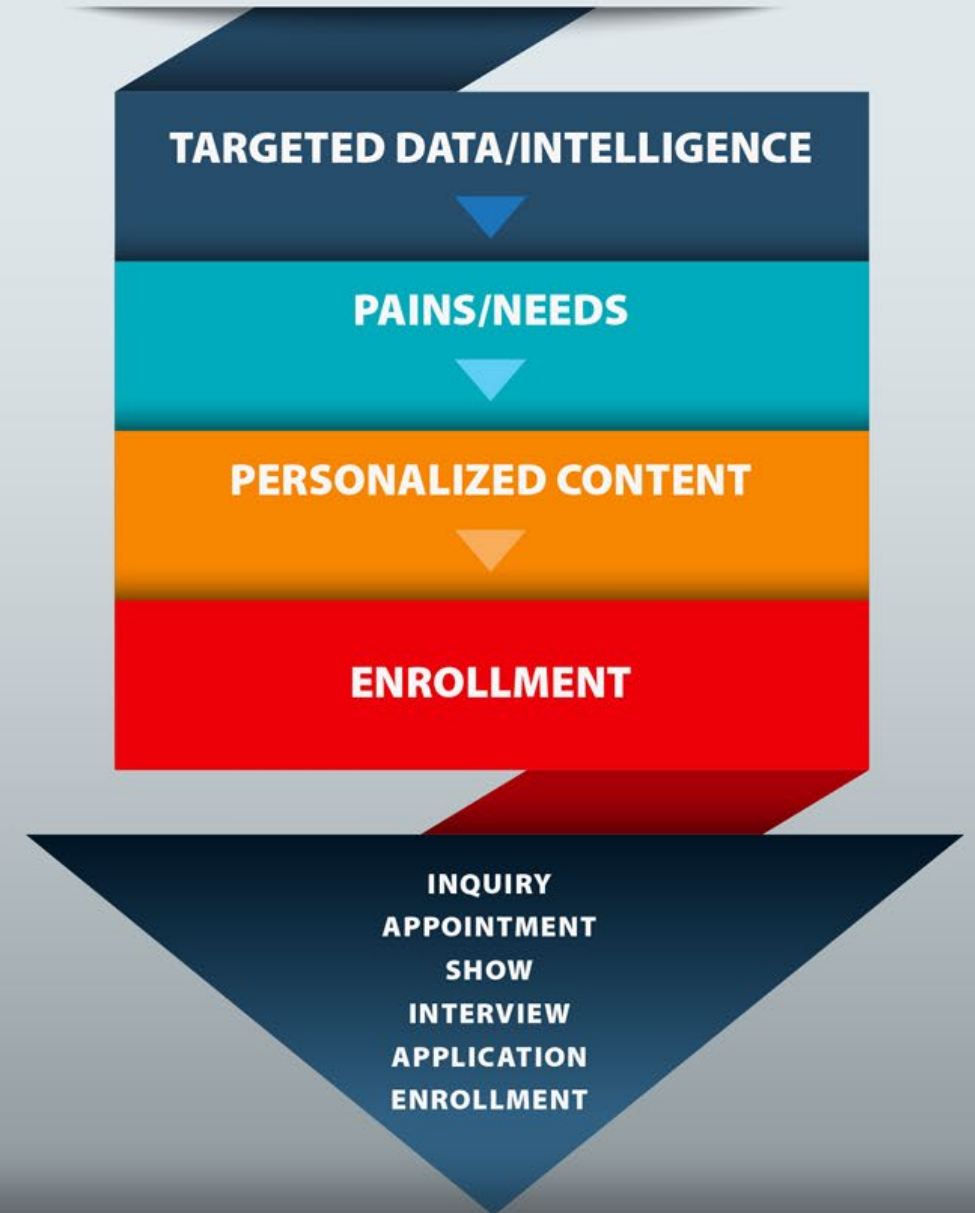 TARGETED DATA/INTELLIGENCE
PAINS/NEEDS
PERSONALIZED CONTENT
ENROLLMENT
INQUIRY
APPOINTMENT
SHOW
INTERVIEW
APPLICATION
ENROLLMENT